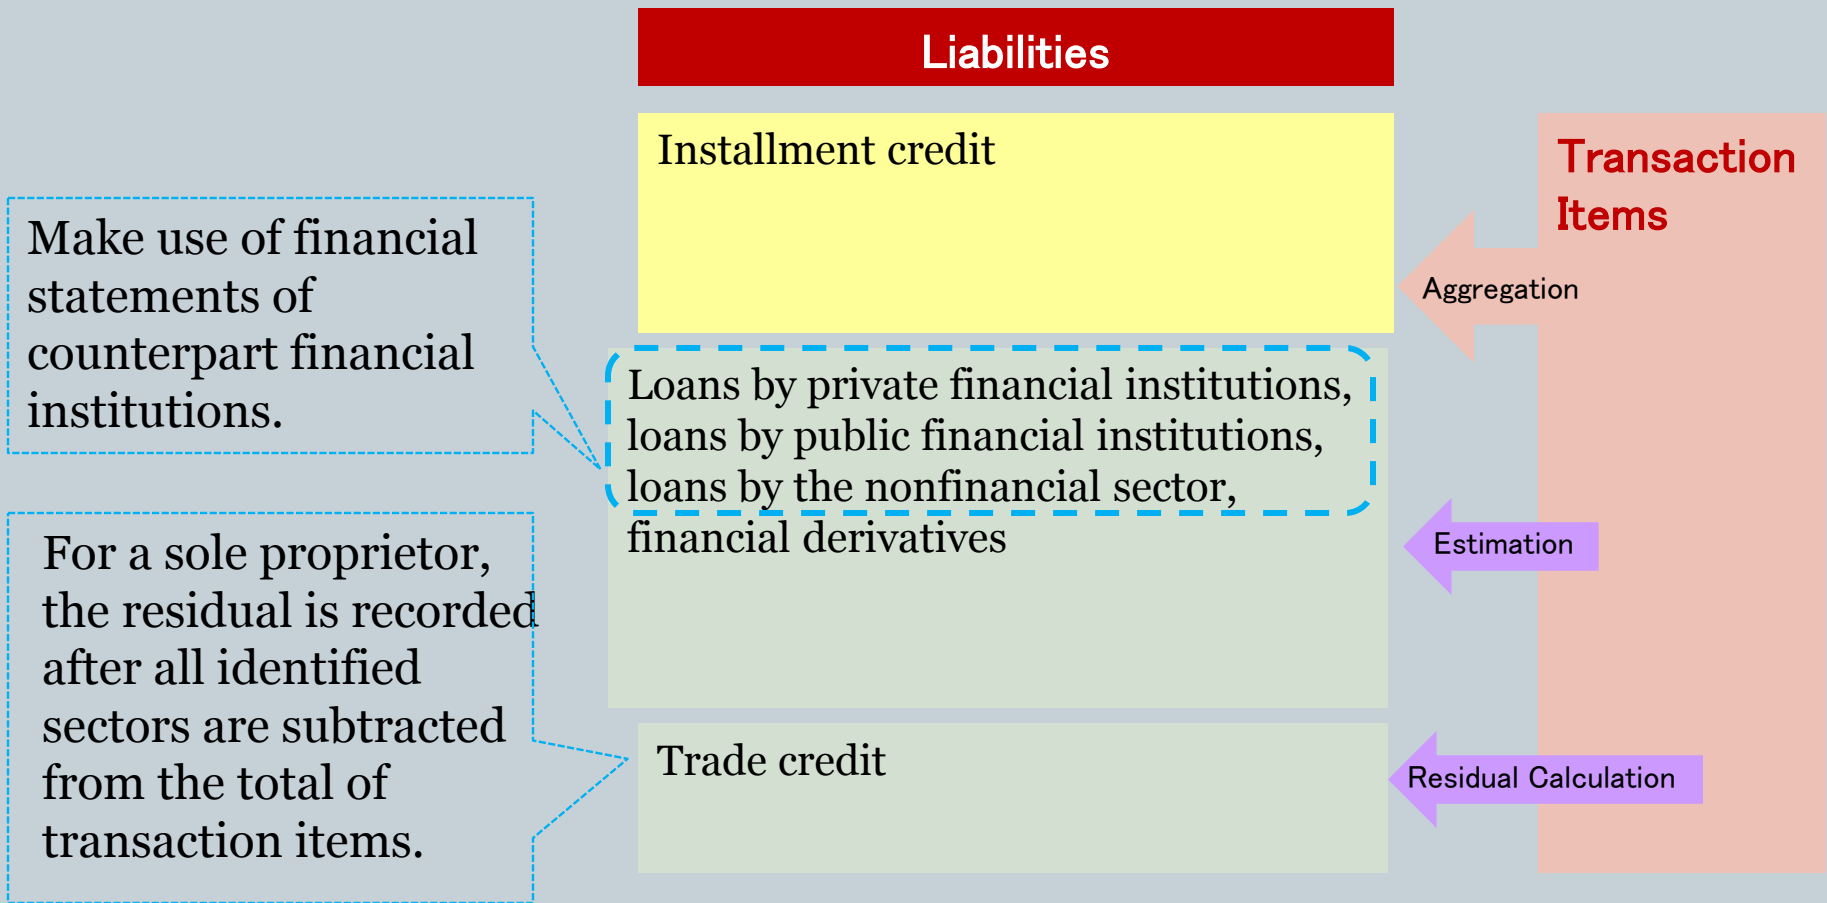 Liabilities
Installment credit
Transaction
Items
Aggregation
Make use of financial
statements of
counterpart financial
institutions.
Loans by private financial institutions,
loans by public financial institutions,
loans by the nonfinancial sector,
financial derivatives
Estimation
For a sole proprietor,
the residual is recorded
after all identified
sectors are subtracted
from the total of
transaction items.
Trade credit
Residual Calculation